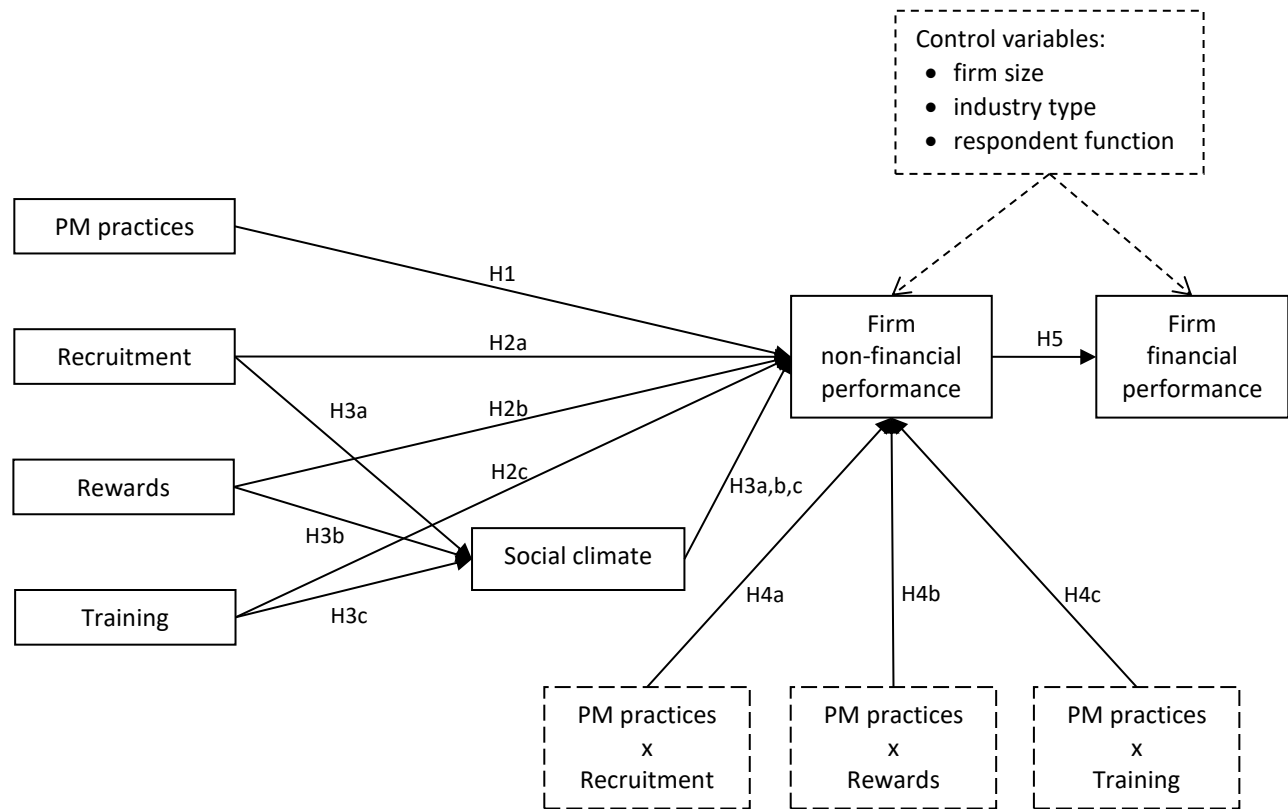 Control variables:
• firm size
• industry type
• respondent function
PM practices
H1
Recruitment
H2a
Firm
non-financial
performance
H5
Firm
financial
performance
H3a
H2b
Rewards
H2c
H3b
Social climate
H3a,b,c
Training
H3c
H4a
H4b
H4c
PM practices
x
Recruitment
PM practices
x
Rewards
PM practices
x
Training